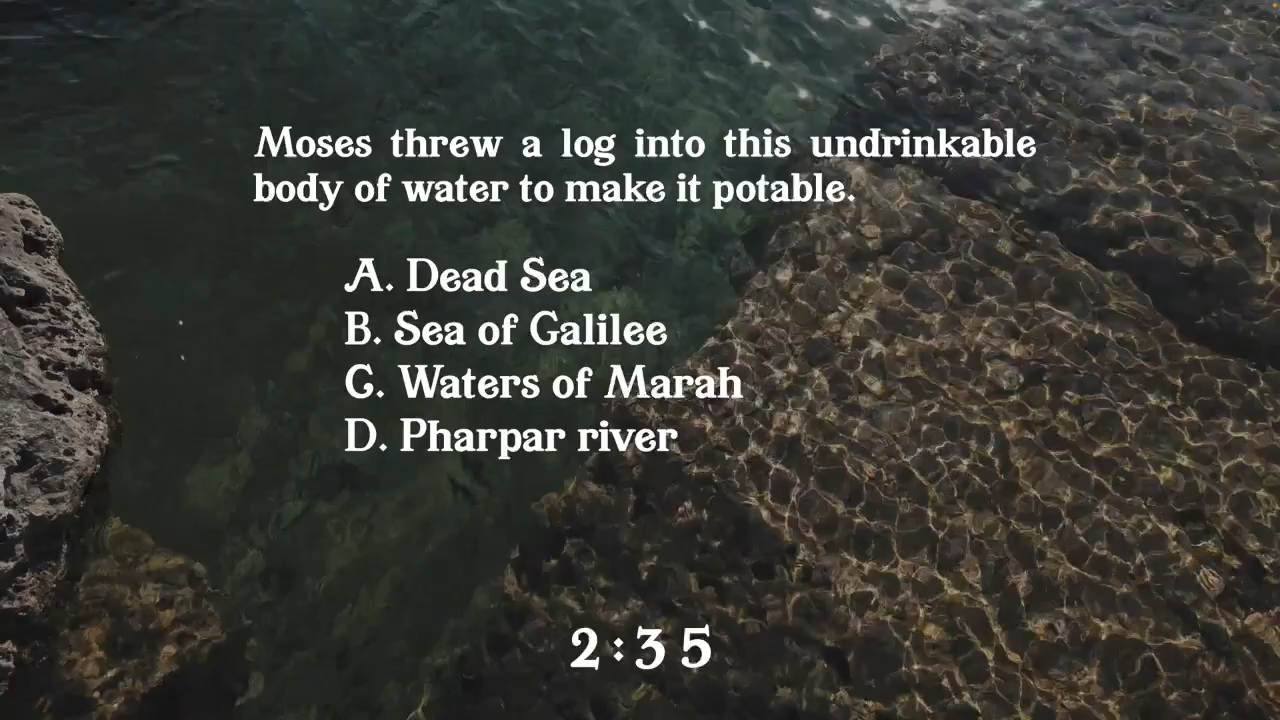 Moses threw a log into this undrinkable
body of water to make it potable.
A. Dead Sea
B. Sea of Galilee
C. Waters of Marah
D. Pharpar river
2:35